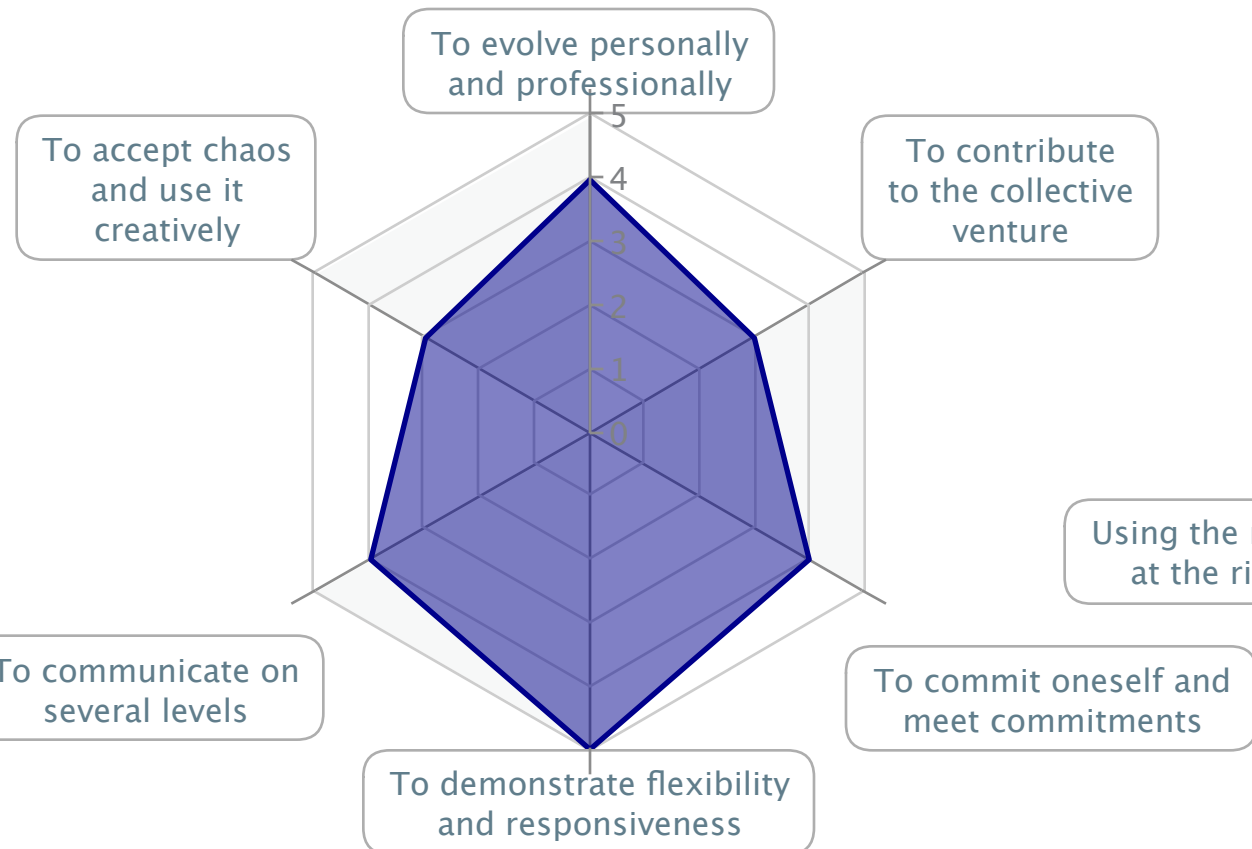 To evolve personally
and professionally
5
4
3
2
1
0
To accept chaos
and use it
creatively
To contribute
to the collective
venture
Using the
at the
To communicate on
several levels
To commit oneself and
meet commitments
To demonstrate flexibility
and responsiveness